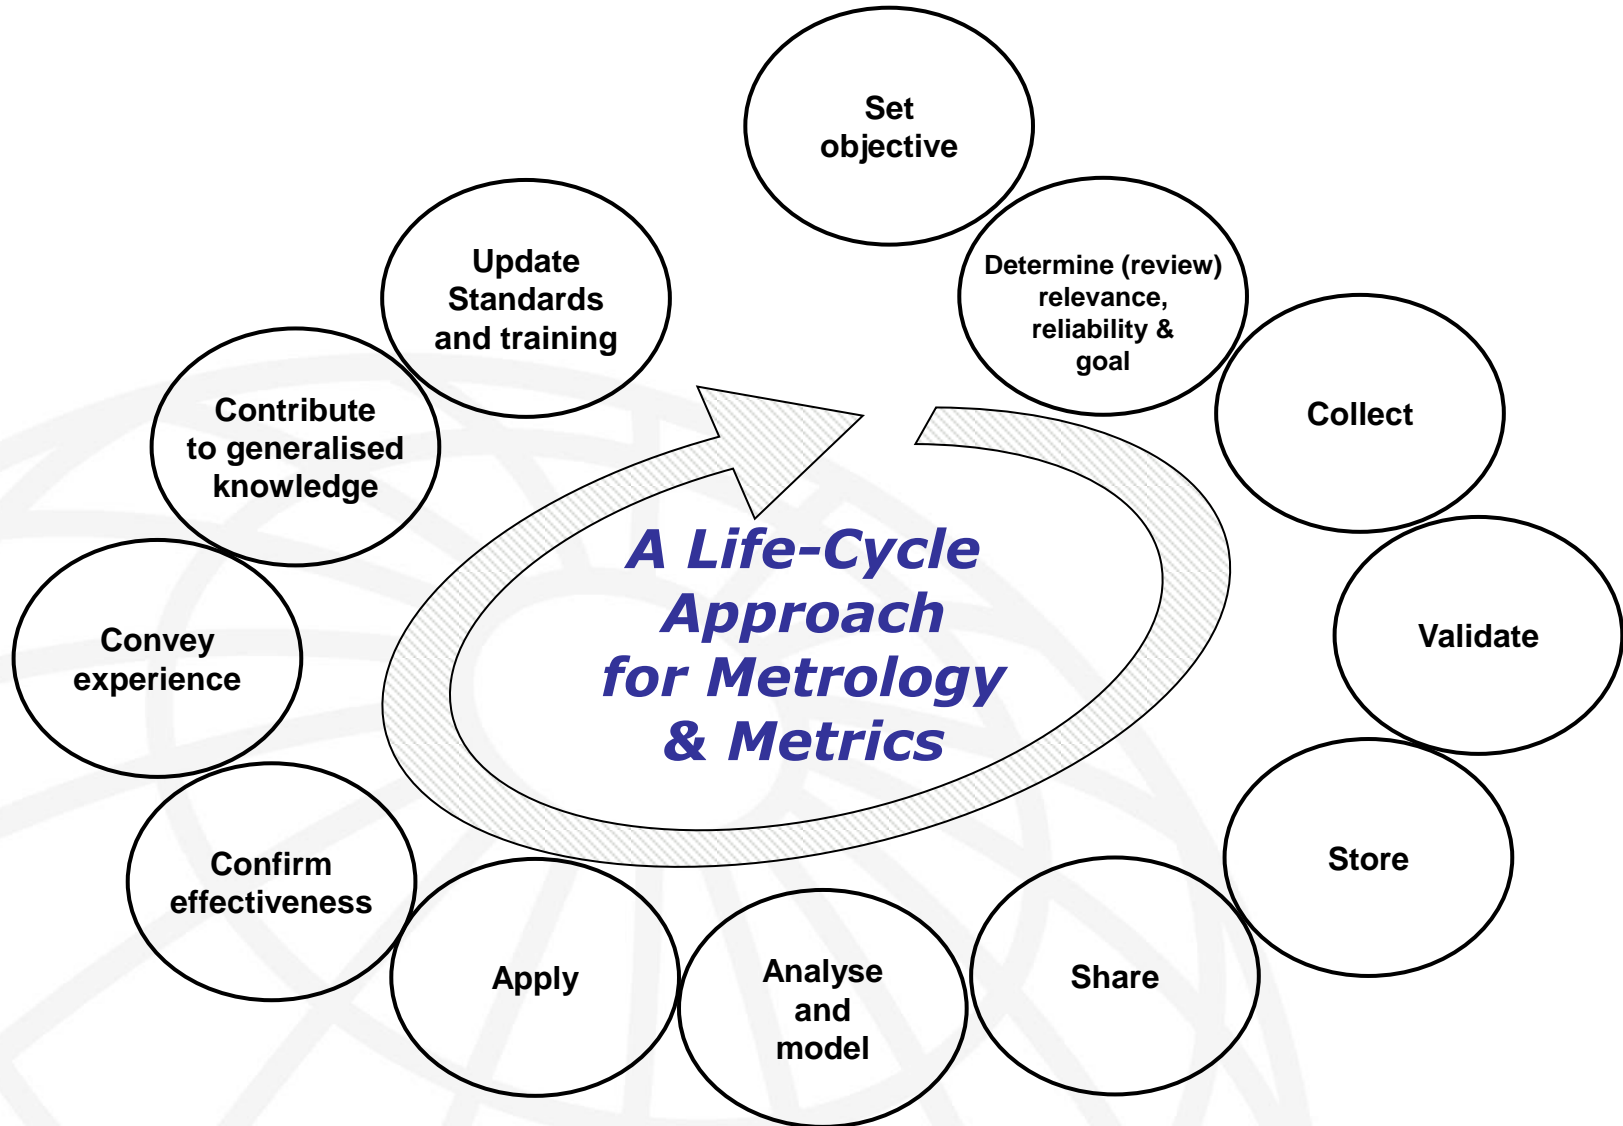 Set
objective
Determine (review)
relevance,
reliability &
goal
Collect
Validate
Store
Share
Analyse
and
model
Apply
Confirm
effectiveness
Convey
experience
Contribute
to generalised
knowledge
Update
Standards
and training
A Life-Cycle
Approach
for Metrology
& Metrics